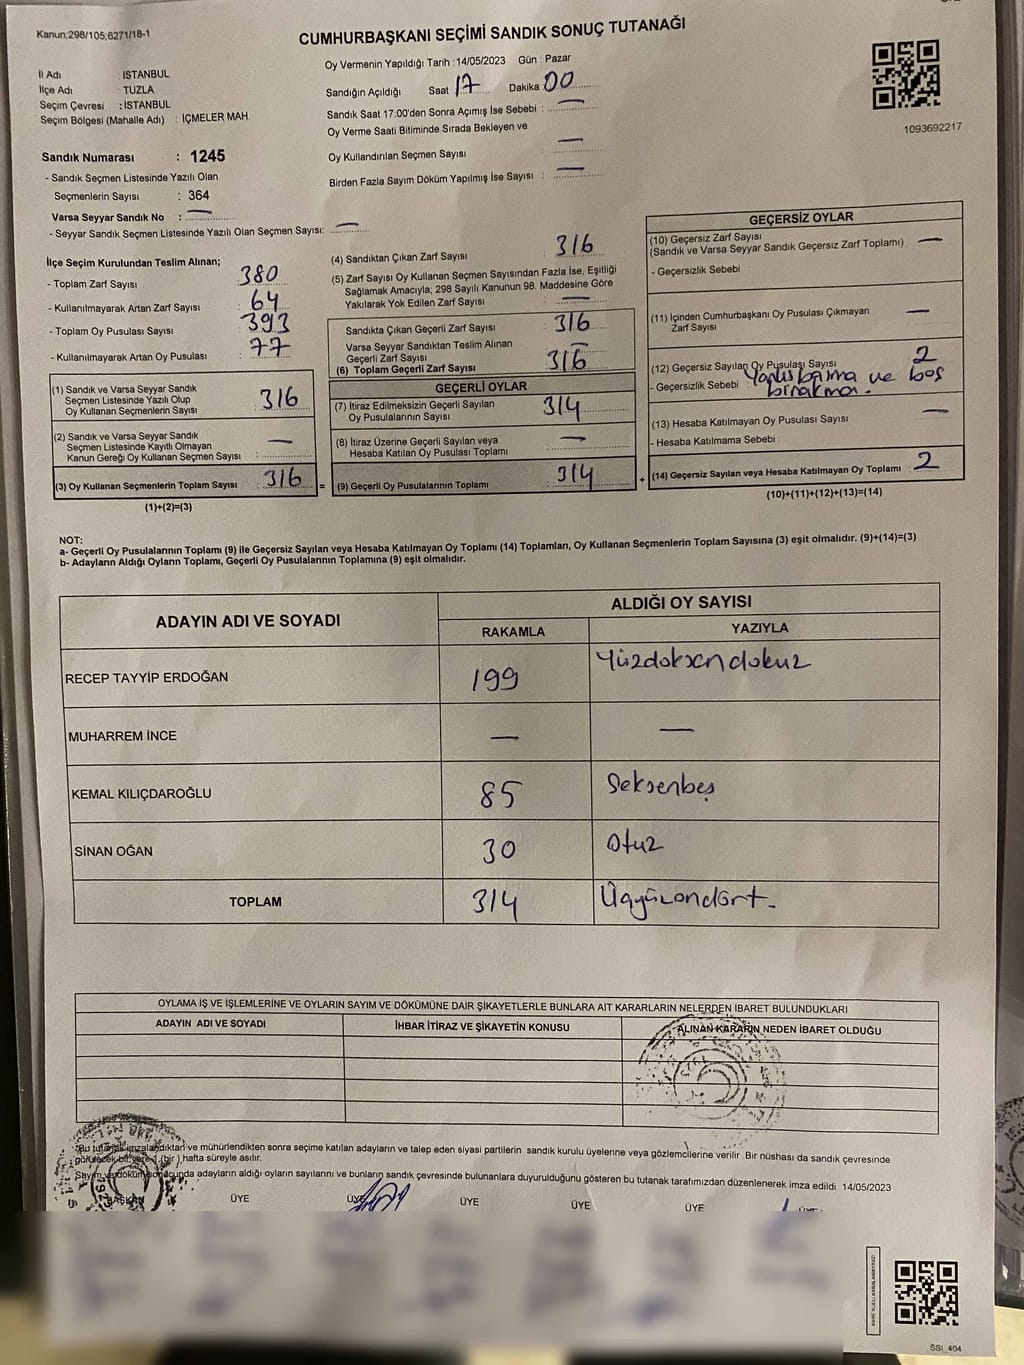 Kanun:298/105;6271/18-1
CUMHURBAŞKANI SEÇİMİ SANDIK SONUÇ TUTANAĞI
İl Adı : İSTANBUL
İlçe Adı : TUZLA
Seçim Çevresi : İSTANBUL
Seçim Bölgesi (Mahalle Adı) : İÇMELER MAH.
Oy Vermenin Yapıldığı Tarih :14/05/2023 Gün : Pazar
Sandığın Açıldığı Saat 17 Dakika 00
Sandık Saat 17:00'den Sonra Açımış İse Sebebi : —
Oy Verme Saati Bitiminde Sırada Bekleyen ve
Oy Kullandırılan Seçmen Sayısı : —
Birden Fazla Sayım Döküm Yapılmış İse Sayısı : —
1093692217
Sandık Numarası : 1245
- Sandık Seçmen Listesinde Yazılı Olan
Seçmenlerin Sayısı : 364
Varsa Seyyar Sandık No : —
- Seyyar Sandık Seçmen Listesinde Yazılı Olan Seçmen Sayısı: —
İlçe Seçim Kurulundan Teslim Alınan;
- Toplam Zarf Sayısı : 380
- Kullanılmayarak Artan Zarf Sayısı : 64
- Toplam Oy Pusulası Sayısı : 393
- Kullanılmayarak Artan Oy Pusulası : 77
(1) Sandık ve Varsa Seyyar Sandık
Seçmen Listesinde Yazılı Olup
Oy Kullanan Seçmenlerin Sayısı : 316
(2) Sandık ve Varsa Seyyar Sandık
Seçmen Listesinde Kayıtlı Olmayan
Kanun Gereği Oy Kullanan Seçmen Sayısı : —
(3) Oy Kullanan Seçmenlerin Toplam Sayısı : 316 =
(1)+(2)=(3)
(4) Sandıktan Çıkan Zarf Sayısı : 316
(5) Zarf Sayısı Oy Kullanan Seçmen Sayısından Fazla İse, Eşitliği
Sağlamak Amacıyla; 298 Sayılı Kanunun 98. Maddesine Göre
Yakılarak Yok Edilen Zarf Sayısı : —
Sandıkta Çıkan Geçerli Zarf Sayısı : 316
Varsa Seyyar Sandıktan Teslim Alınan
Geçerli Zarf Sayısı : —
(6) Toplam Geçerli Zarf Sayısı : 316
GEÇERLİ OYLAR
(7) İtiraz Edilmeksizin Geçerli Sayılan
Oy Pusulalarının Sayısı : 314
(8) İtiraz Üzerine Geçerli Sayılan veya
Hesaba Katılan Oy Pusulası Toplamı : —
(9) Geçerli Oy Pusulalarının Toplamı : 314 +
GEÇERSİZ OYLAR
(10) Geçersiz Zarf Sayısı
(Sandık ve Varsa Seyyar Sandık Geçersiz Zarf Toplamı) : —
- Geçersizlik Sebebi :
(11) İçinden Cumhurbaşkanı Oy Pusulası Çıkmayan
Zarf Sayısı : —
(12) Geçersiz Sayılan Oy Pusulası Sayısı : 2
- Geçersizlik Sebebi : Yanlış basma ve boş
bırakma.
(13) Hesaba Katılmayan Oy Pusulası Sayısı : —
- Hesaba Katılmama Sebebi :
(14) Geçersiz Sayılan veya Hesaba Katılmayan Oy Toplamı : 2
(10)+(11)+(12)+(13)=(14)
NOT:
a- Geçerli Oy Pusulalarının Toplamı (9) ile Geçersiz Sayılan veya Hesaba Katılmayan Oy Toplamı (14) Toplamları, Oy Kullanan Seçmenlerin Toplam Sayısına (3) eşit olmalıdır. (9)+(14)=(3)
b- Adayların Aldığı Oyların Toplamı, Geçerli Oy Pusulalarının Toplamına (9) eşit olmalıdır.
ADAYIN ADI VE SOYADI ALDIĞI OY SAYISI
RAKAMLA YAZIYLA
RECEP TAYYİP ERDOĞAN 199 Yüzdoksandokuz
MUHARREM İNCE — —
KEMAL KILIÇDAROĞLU 85 Seksenbeş
SİNAN OĞAN 30 Otuz
TOPLAM 314 Üçyüzondört.
OYLAMA İŞ VE İŞLEMLERİNE VE OYLARIN SAYIM VE DÖKÜMÜNE DAİR ŞİKAYETLERLE BUNLARA AİT KARARLARIN NELERDEN İBARET BULUNDUKLARI
ADAYIN ADI VE SOYADI İHBAR İTİRAZ VE ŞİKAYETİN KONUSU ALINAN KARARIN NEDEN İBARET OLDUĞU
Bu tutanak imzalandıktan ve mühürlendikten sonra seçime katılan adayların ve talep eden siyasi partilerin sandık kurulu üyelerine veya gözlemcilerine verilir .Bir nüshası da sandık çevresinde
görülecek bir yere 1 (bir ) hafta süreyle asılır.
Sayım ve döküm sonucunda adayların aldığı oyların sayılarını ve bunların sandık çevresinde bulunanlara duyurulduğunu gösteren bu tutanak tarafımızdan düzenlenerek imza edildi 14/05/2023
BAŞKAN ÜYE ÜYE ÜYE ÜYE ÜYE ÜYE
SSI_404